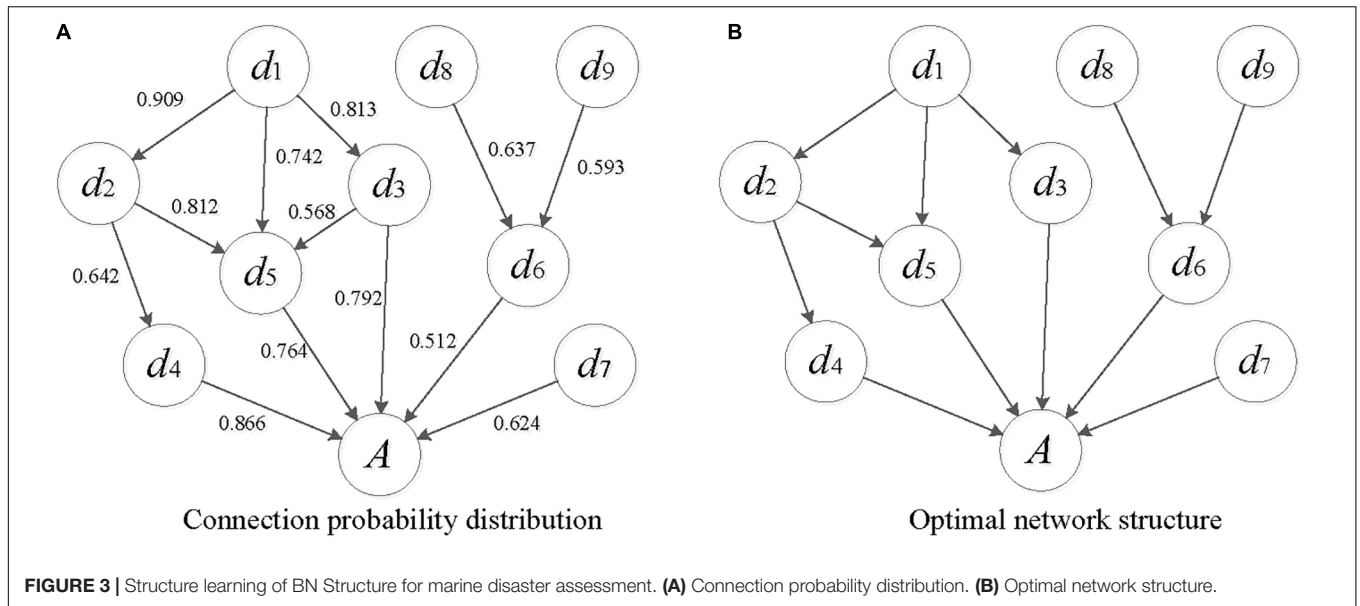 A
d1
d8
d9
0.909
0.813
0.742
0.637
0.593
d2
d3
0.812
0.568
d5
d6
0.642
0.792
0.764
0.512
d4
d7
0.866
0.624
A
Connection probability distribution
B
d1
d8
d9
d2
d3
d5
d6
d4
d7
A
Optimal network structure
FIGURE 3 | Structure learning of BN Structure for marine disaster assessment. (A) Connection probability distribution. (B) Optimal network structure.